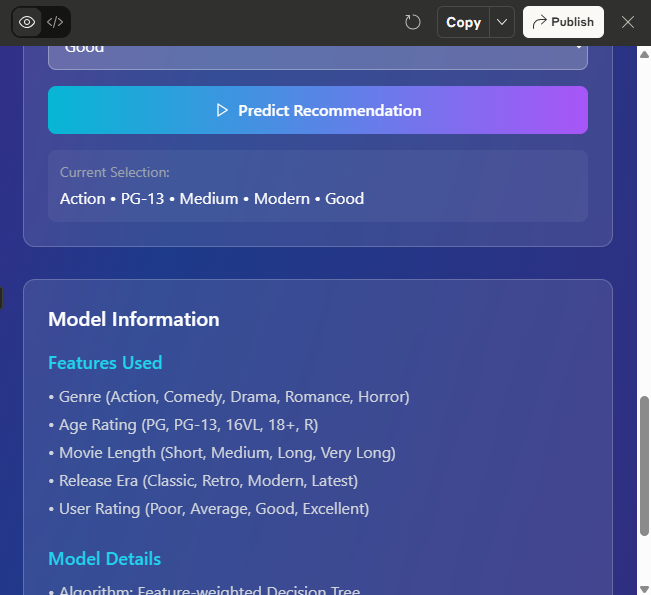 Copy
Publish
Good
Predict Recommendation
Current Selection:
Action • PG-13 • Medium • Modern • Good
Model Information
Features Used
• Genre (Action, Comedy, Drama, Romance, Horror)
• Age Rating (PG, PG-13, 16VL, 18+, R)
• Movie Length (Short, Medium, Long, Very Long)
• Release Era (Classic, Retro, Modern, Latest)
• User Rating (Poor, Average, Good, Excellent)
Model Details
• Algorithm: Feature-weighted Decision Tree